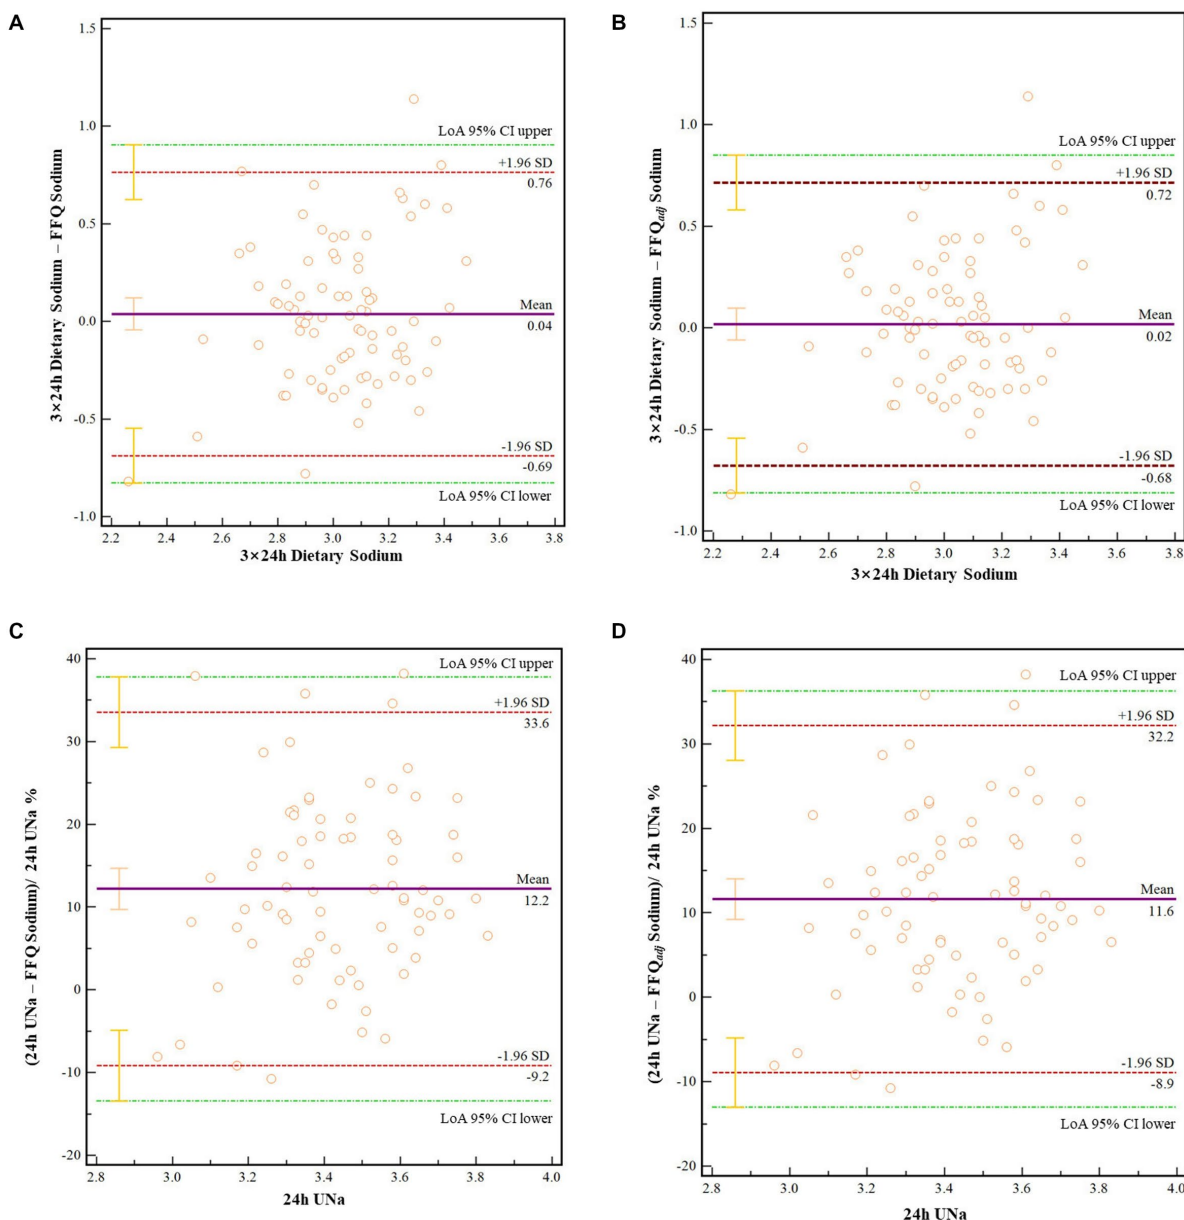 A
1.5
1.0
0.5
0.0
-0.5
-1.0
3×24h Dietary Sodium – FFQ Sodium
LoA 95% CI upper
+1.96 SD
0.76
Mean
0.04
-1.96 SD
-0.69
LoA 95% CI lower
2.2 2.4 2.6 2.8 3.0 3.2 3.4 3.6 3.8
3×24h Dietary Sodium
B
1.5
1.0
0.5
0.0
-0.5
-1.0
3×24h Dietary Sodium – FFQadj Sodium
LoA 95% CI upper
+1.96 SD
0.72
Mean
0.02
-1.96 SD
-0.68
LoA 95% CI lower
2.2 2.4 2.6 2.8 3.0 3.2 3.4 3.6 3.8
3×24h Dietary Sodium
C
40
30
20
10
0
-10
-20
(24h UNa – FFQ Sodium)/ 24h UNa %
LoA 95% CI upper
+1.96 SD
33.6
Mean
12.2
-1.96 SD
-9.2
LoA 95% CI lower
2.8 3.0 3.2 3.4 3.6 3.8 4.0
24h UNa
D
40
30
20
10
0
-10
-20
(24h UNa – FFQadj Sodium)/ 24h UNa %
LoA 95% CI upper
+1.96 SD
32.2
Mean
11.6
-1.96 SD
-8.9
LoA 95% CI lower
2.8 3.0 3.2 3.4 3.6 3.8 4.0
24h UNa